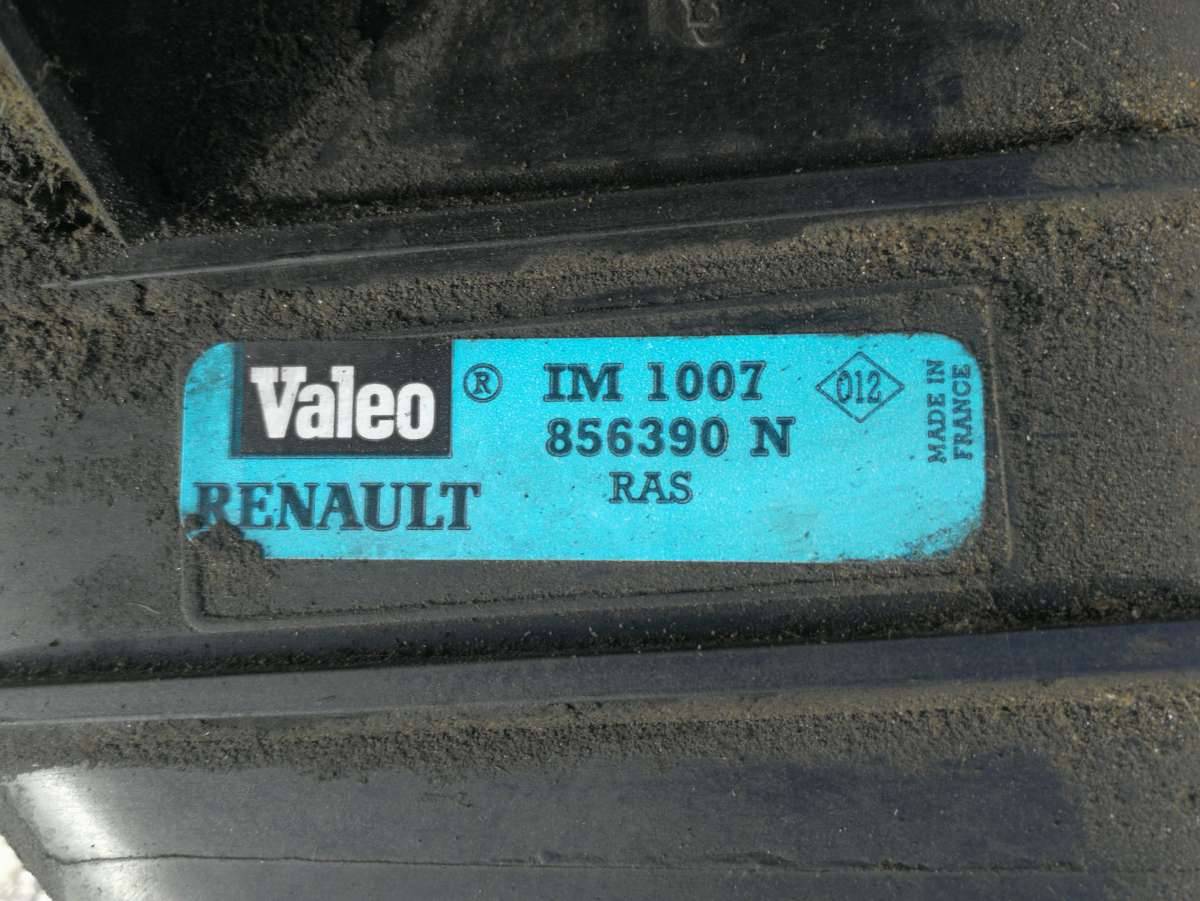 Valeo ® IM 1007
856390 N
RENAULT RAS
012
MADE IN
FRANCE